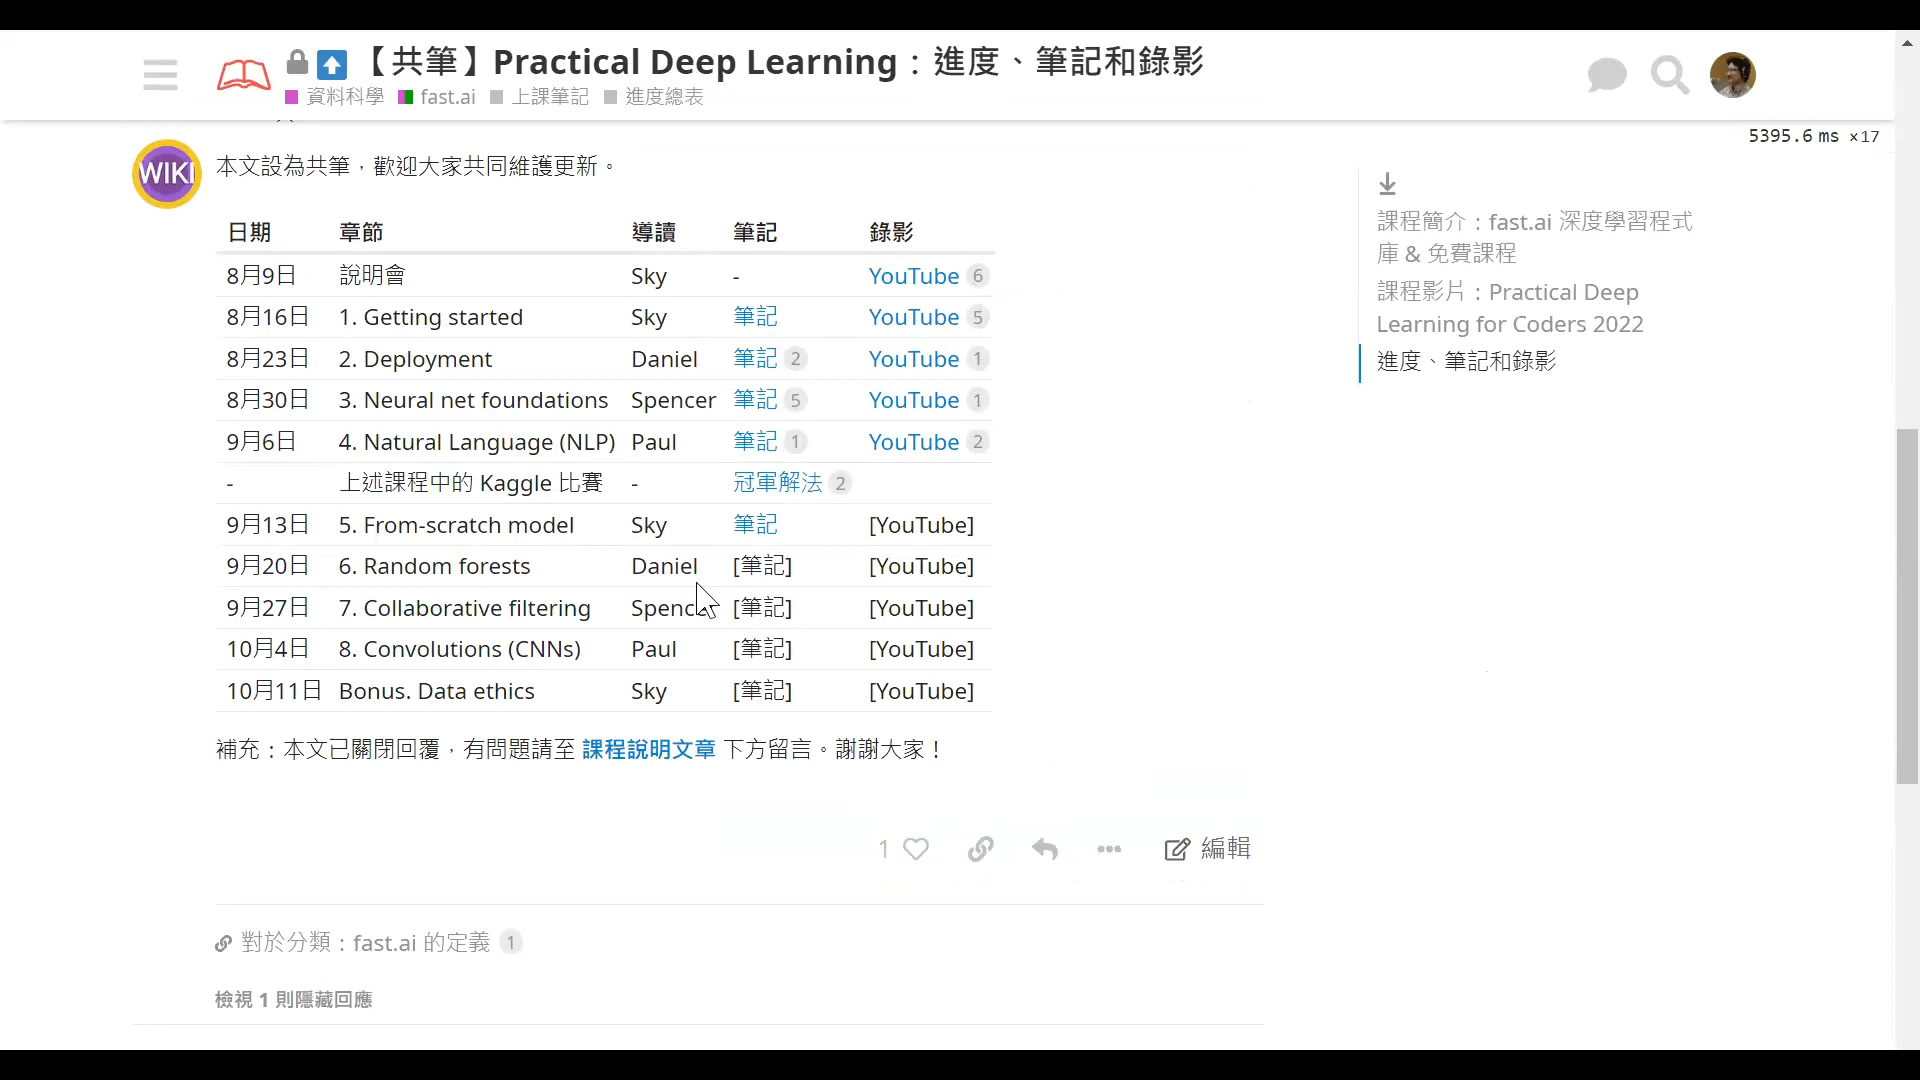 【共筆】Practical Deep Learning：進度、筆記和錄影
資料科學 fast.ai 上課筆記 進度總表
5395.6 ms ×17
WIKI
本文設為共筆，歡迎大家共同維護更新。
日期 章節 導讀 筆記 錄影
8月9日 說明會 Sky - YouTube 6
8月16日 1. Getting started Sky 筆記 YouTube 5
8月23日 2. Deployment Daniel 筆記 2 YouTube 1
8月30日 3. Neural net foundations Spencer 筆記 5 YouTube 1
9月6日 4. Natural Language (NLP) Paul 筆記 1 YouTube 2
- 上述課程中的 Kaggle 比賽 - 冠軍解法 2
9月13日 5. From-scratch model Sky 筆記 [YouTube]
9月20日 6. Random forests Daniel [筆記] [YouTube]
9月27日 7. Collaborative filtering Spencer [筆記] [YouTube]
10月4日 8. Convolutions (CNNs) Paul [筆記] [YouTube]
10月11日 Bonus. Data ethics Sky [筆記] [YouTube]
補充：本文已關閉回覆，有問題請至 課程說明文章 下方留言。謝謝大家！
1
編輯
對於分類：fast.ai 的定義 1
檢視 1 則隱藏回應
課程簡介：fast.ai 深度學習程式
庫 & 免費課程
課程影片：Practical Deep
Learning for Coders 2022
進度、筆記和錄影